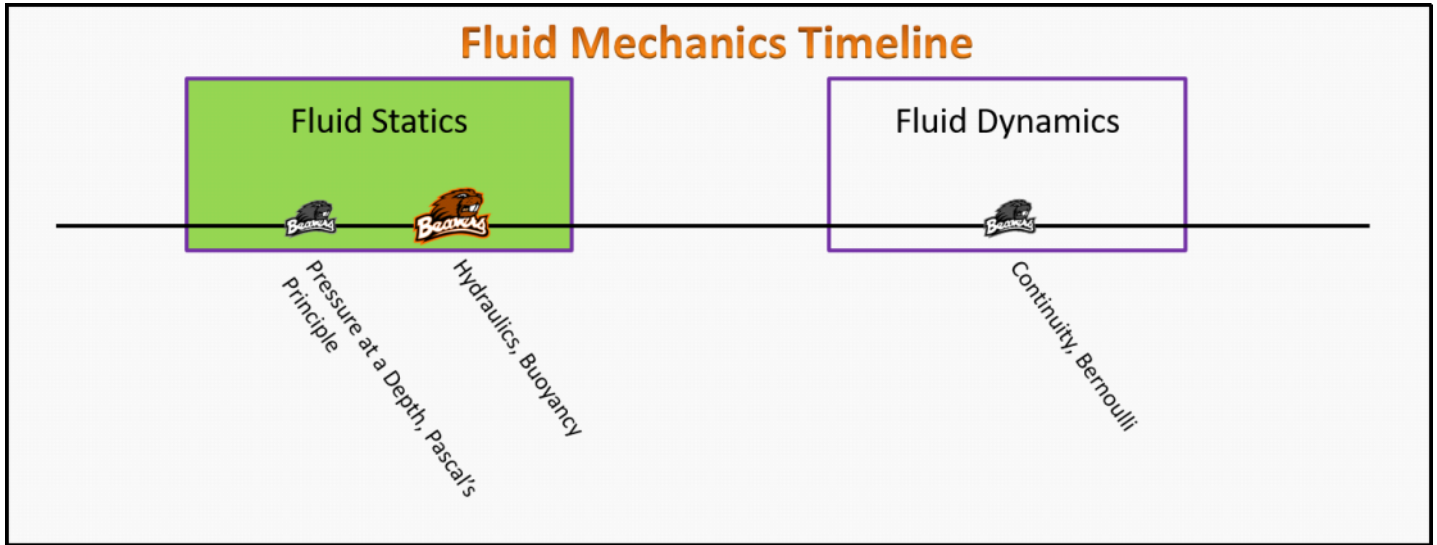 Fluid Mechanics Timeline
Fluid Statics
Fluid Dynamics
Beavers
Beavers
Beavers
Pressure at a Depth, Pascal's
Principle
Hydraulics, Buoyancy
Continuity, Bernoulli